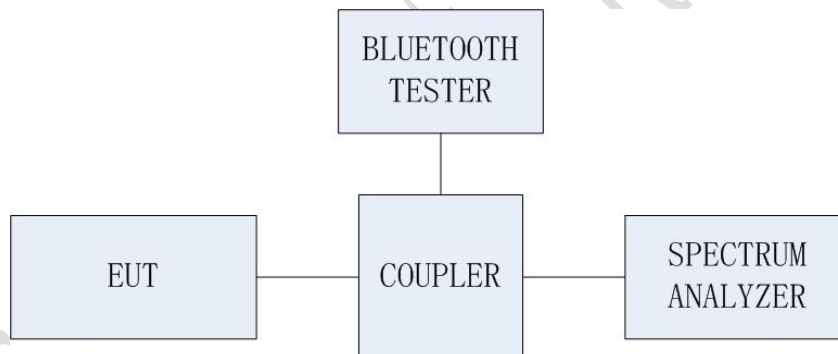 BLUETOOTH
TESTER
EUT
COUPLER
SPECTRUM
ANALYZER